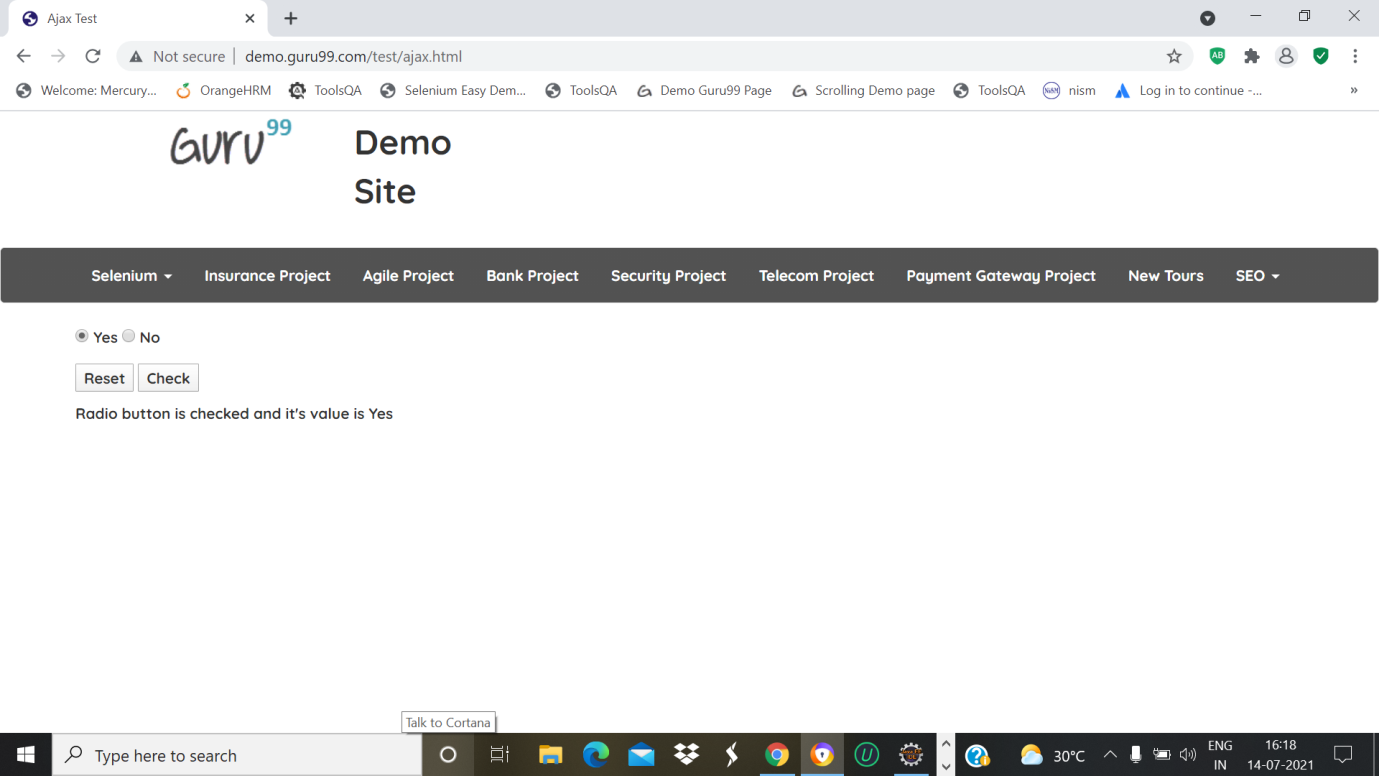 Ajax Test
Not secure demo.guru99.com/test/ajax.html
AB
Welcome: Mercury... OrangeHRM ToolsQA Selenium Easy Dem... ToolsQA Demo Guru99 Page Scrolling Demo page ToolsQA nism Log in to continue -... »
Guru99
Demo
Site
Selenium Insurance Project Agile Project Bank Project Security Project Telecom Project Payment Gateway Project New Tours SEO
Yes No
Reset Check
Radio button is checked and it's value is Yes
Talk to Cortana
Type here to search
30°C
ENG
IN
16:18
14-07-2021